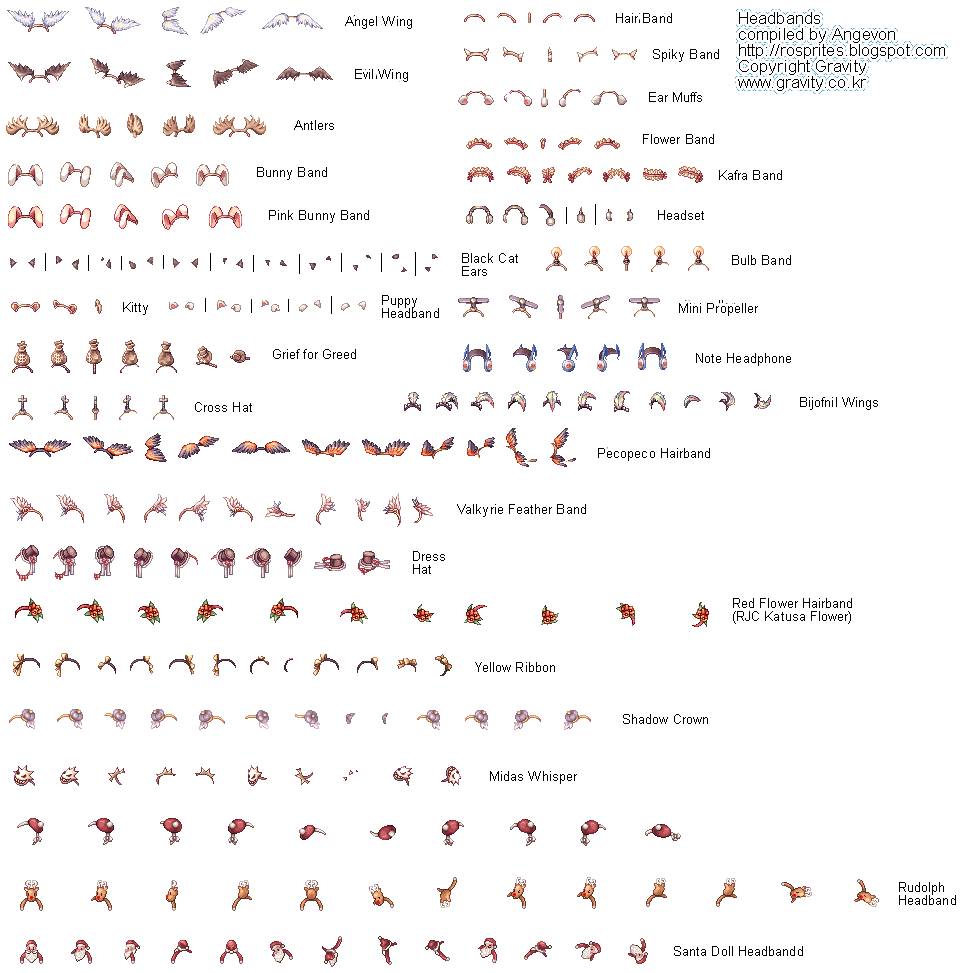 Headbands
compiled by Angevon
http://rosprites.blogspot.com
Copyright Gravity
www.gravity.co.kr
Angel Wing
Hair Band
Spiky Band
Evil Wing
Ear Muffs
Antlers
Flower Band
Bunny Band
Kafra Band
Pink Bunny Band
Headset
Black Cat
Ears
Bulb Band
Kitty
Puppy
Headband
Mini Propeller
Grief for Greed
Note Headphone
Cross Hat
Bijofnil Wings
Pecopeco Hairband
Valkyrie Feather Band
Dress
Hat
Red Flower Hairband
(RJC Katusa Flower)
Yellow Ribbon
Shadow Crown
Midas Whisper
Rudolph
Headband
Santa Doll Headbandd